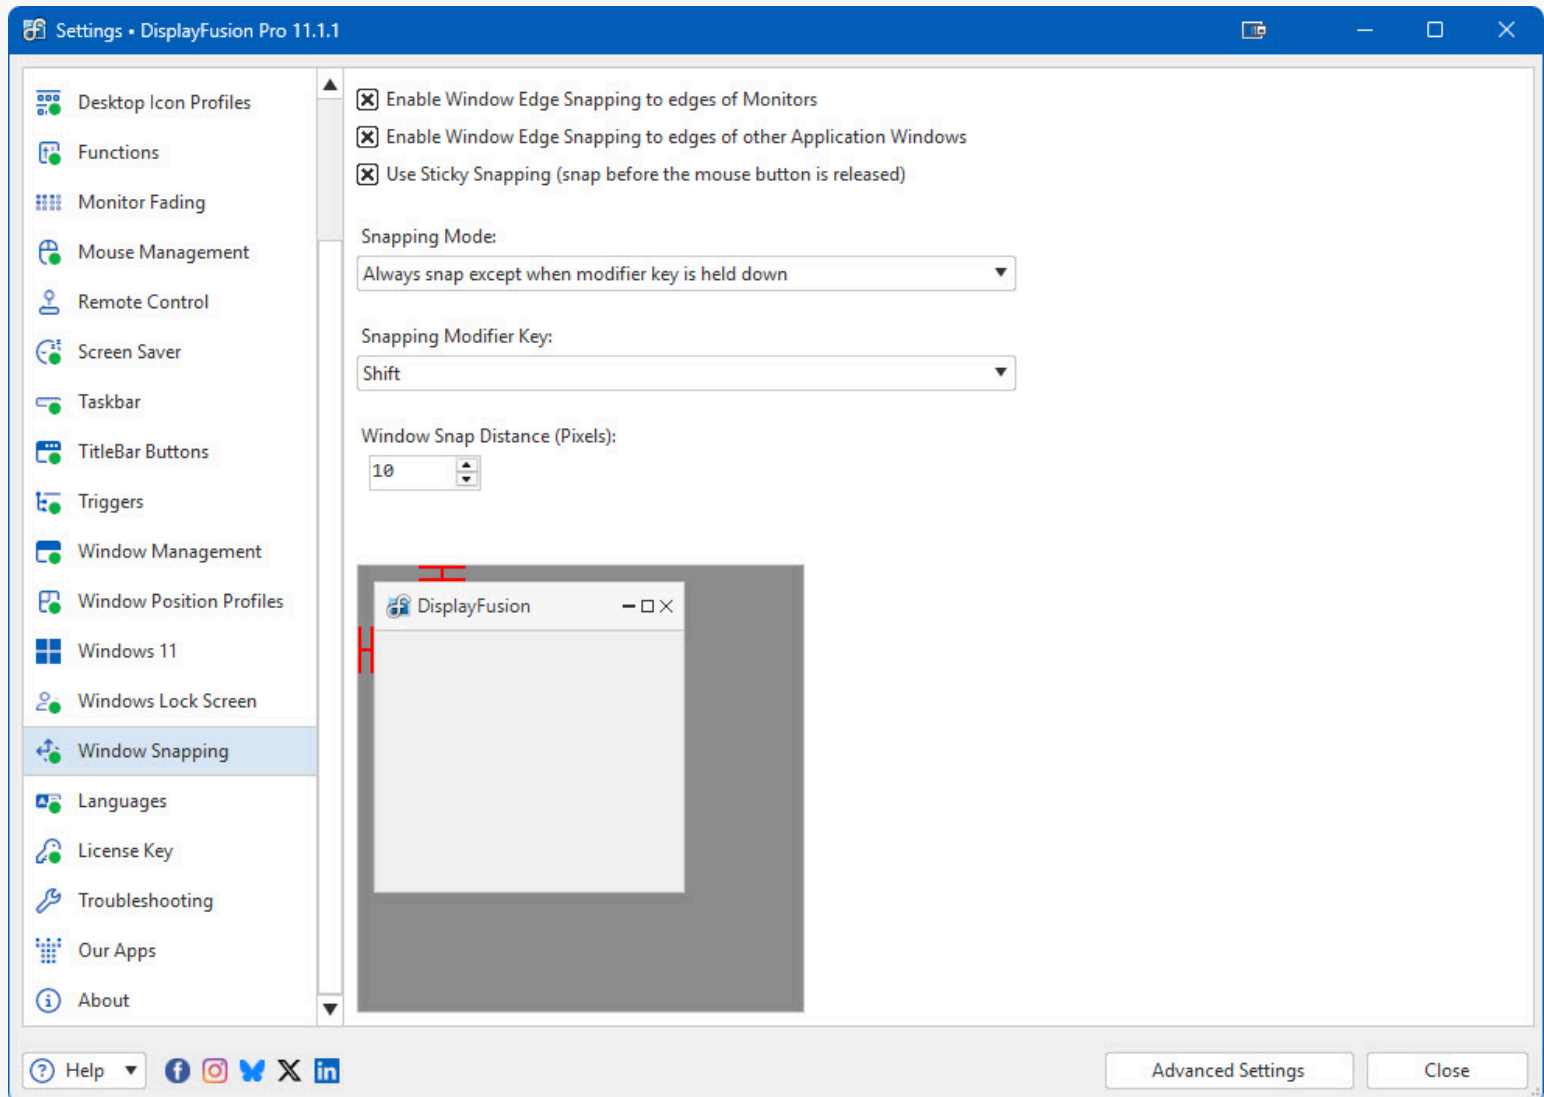 Settings • DisplayFusion Pro 11.1.1
Desktop Icon Profiles
Functions
Monitor Fading
Mouse Management
Remote Control
Screen Saver
Taskbar
TitleBar Buttons
Triggers
Window Management
Window Position Profiles
Windows 11
Windows Lock Screen
Window Snapping
Languages
License Key
Troubleshooting
Our Apps
About
Enable Window Edge Snapping to edges of Monitors
Enable Window Edge Snapping to edges of other Application Windows
Use Sticky Snapping (snap before the mouse button is released)
Snapping Mode:
Always snap except when modifier key is held down
Snapping Modifier Key:
Shift
Window Snap Distance (Pixels):
10
DisplayFusion
Help
Advanced Settings
Close